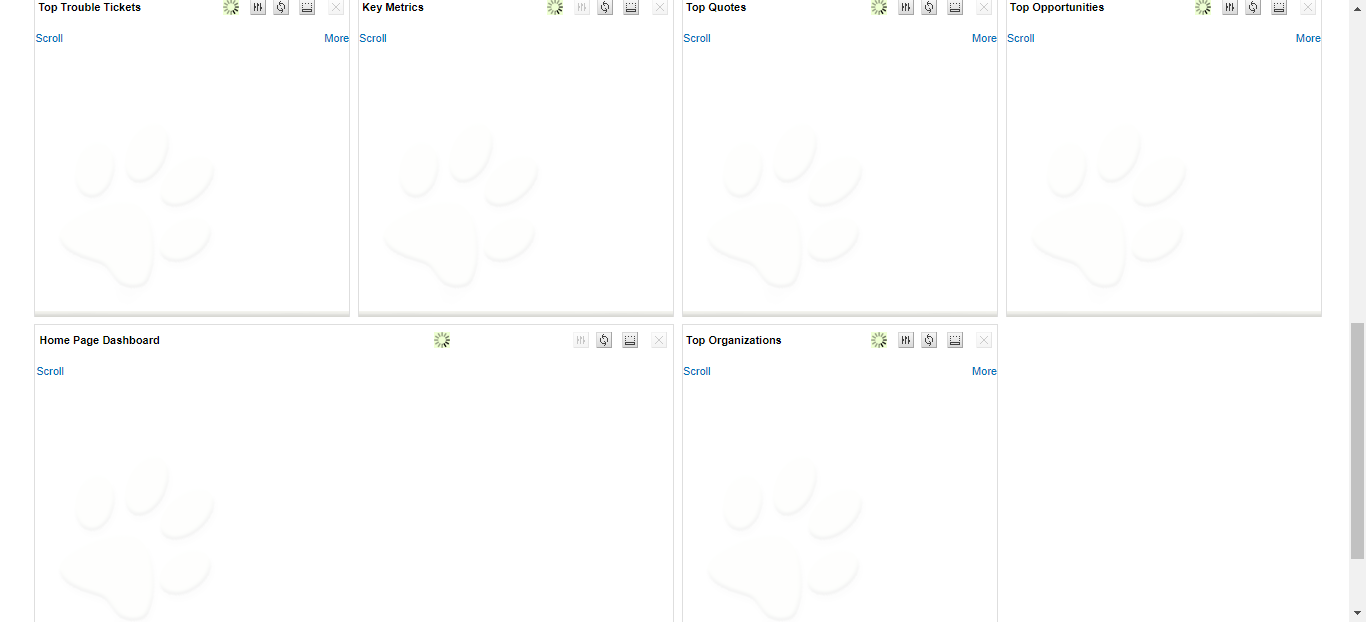 Top Trouble Tickets
Scroll More
Key Metrics
Scroll
Top Quotes
Scroll More
Top Opportunities
Scroll More
Home Page Dashboard
Scroll
Top Organizations
Scroll More